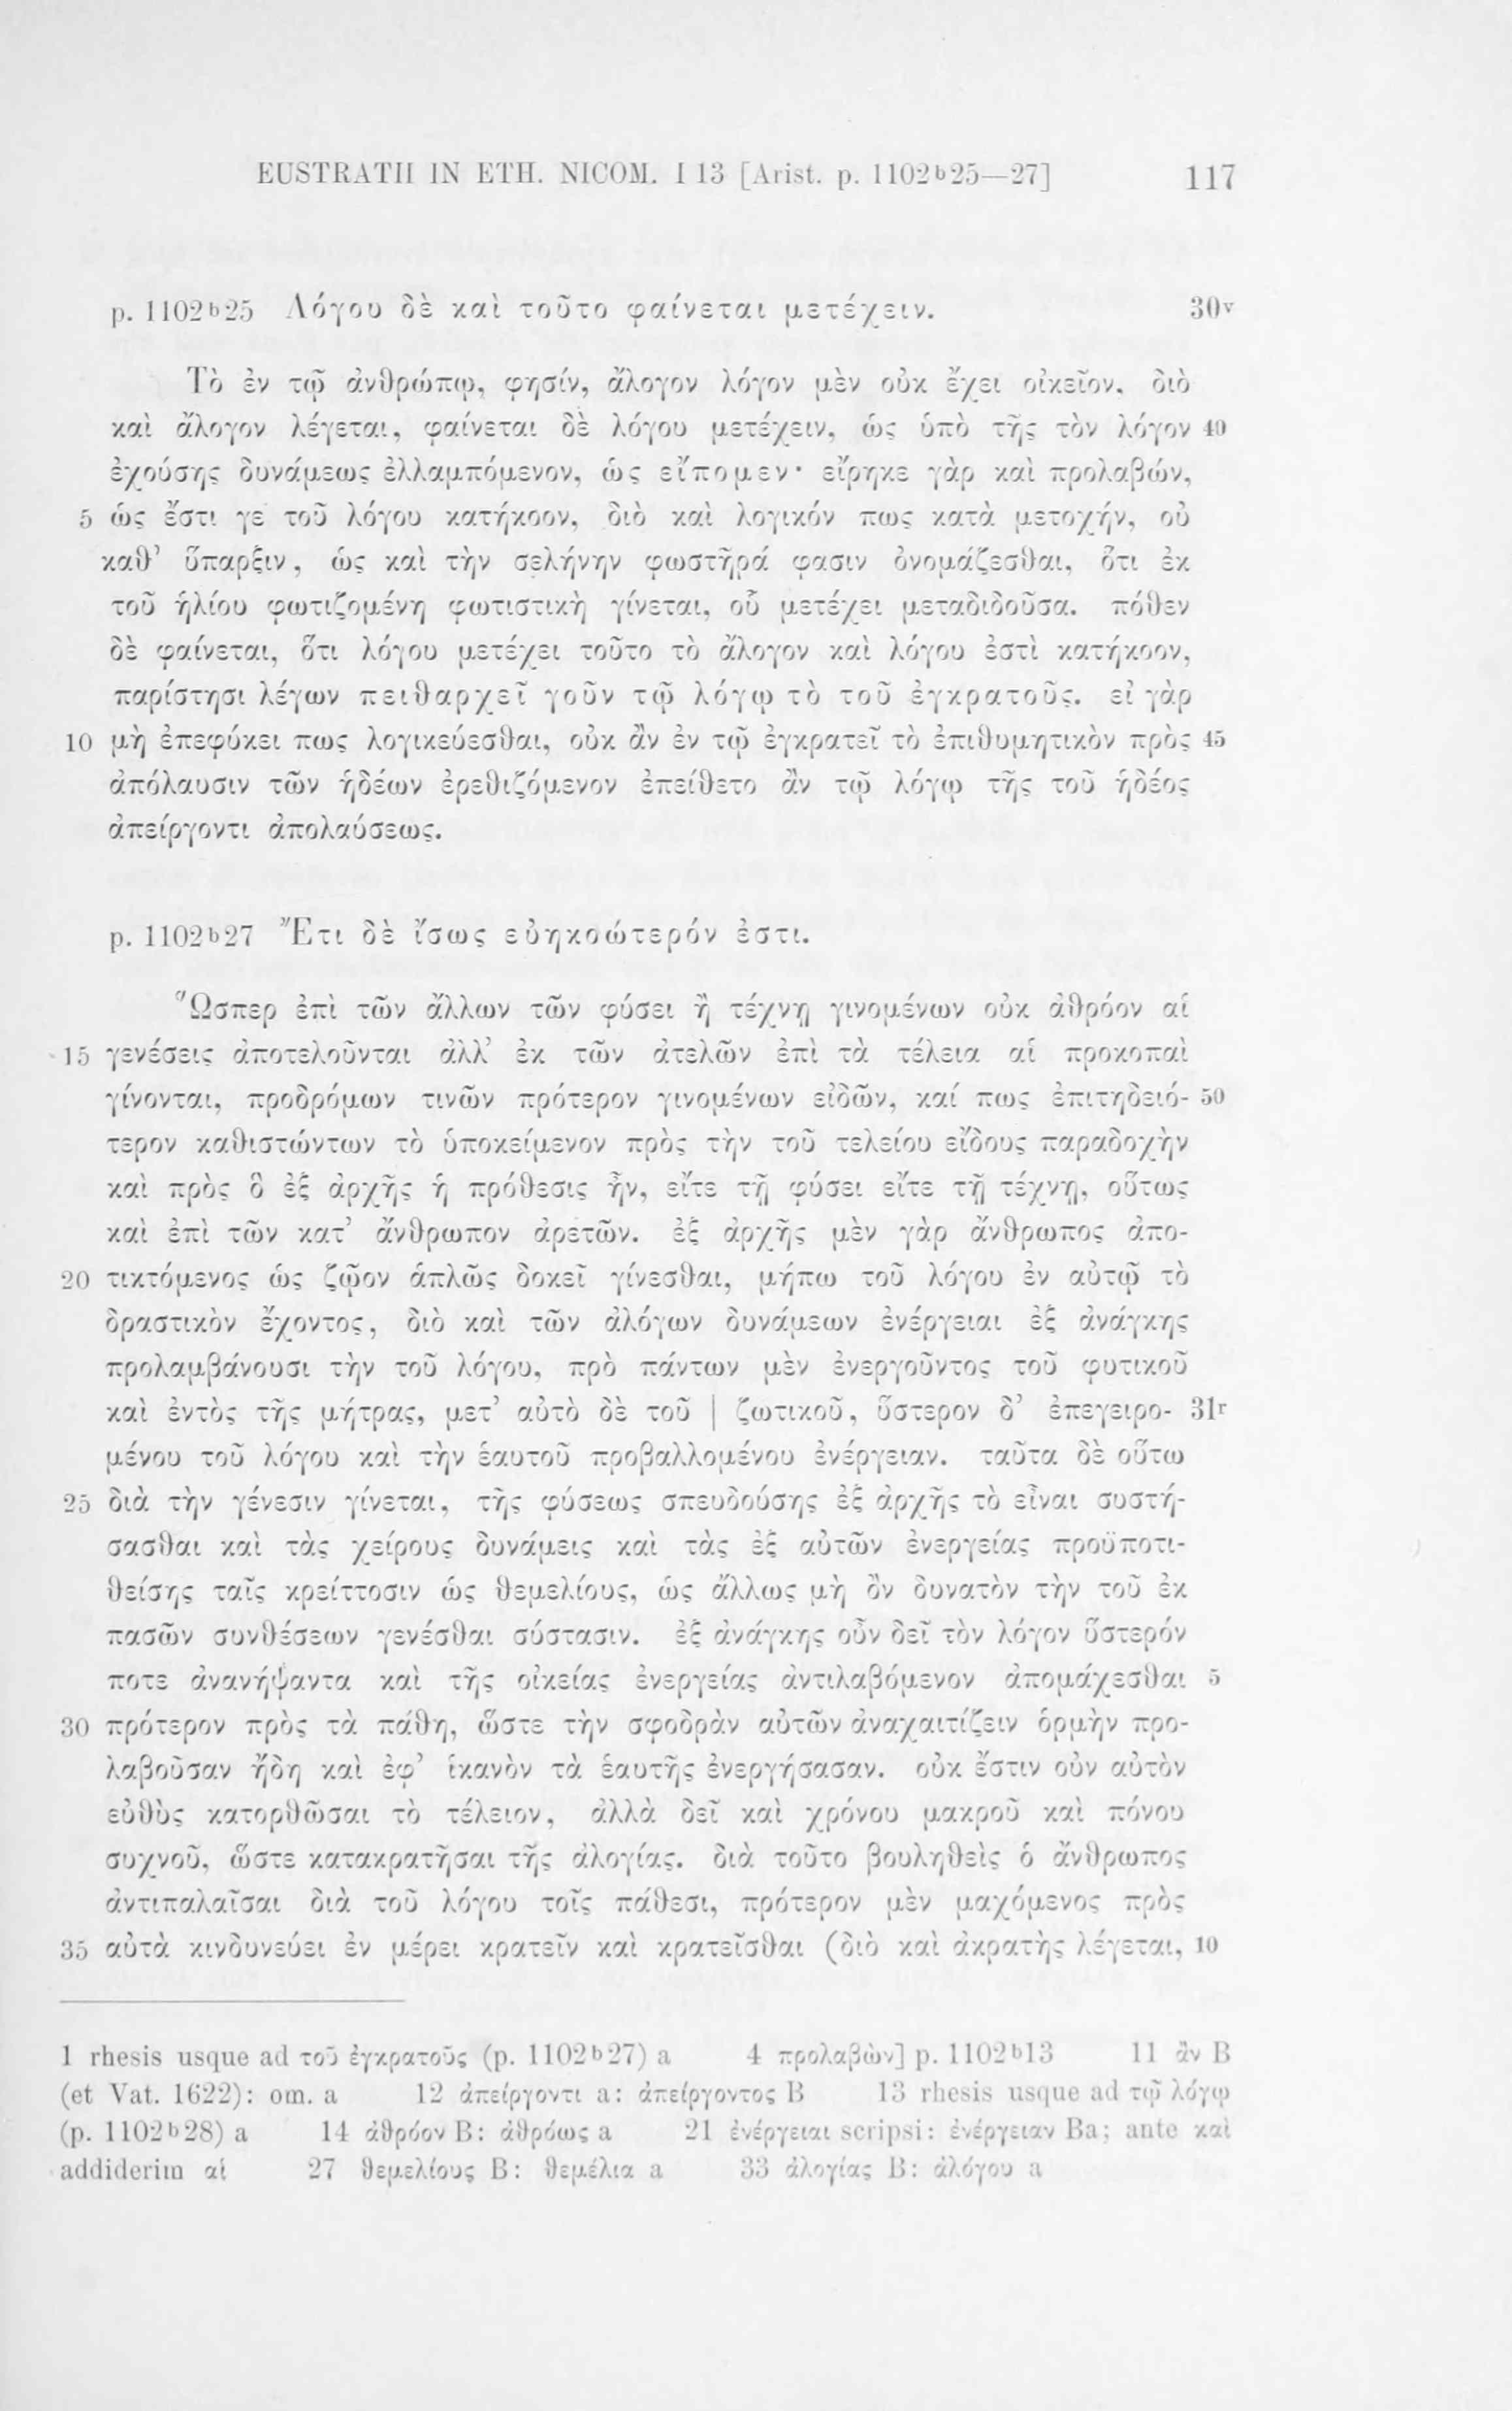 EUSTRATII IN ETH. NICOM. I 13 [Arist. p. 1102ᵇ25—27] 117
p. 1102ᵇ25 Λόγου δὲ καὶ τοῦτο φαίνεται μετέχειν. 30ᵛ
Τὸ ἐν τῷ ἀνθρώπῳ, φησίν, ἄλογον λόγον μὲν οὐκ ἔχει οἰκεῖον, διὸ
καὶ ἄλογον λέγεται, φαίνεται δὲ λόγου μετέχειν, ὡς ὑπὸ τῆς τὸν λόγον 40
ἐχούσης δυνάμεως ἐλλαμπόμενον, ὡς εἴπομεν· εἴρηκε γὰρ καὶ προλαβών,
5 ὡς ἔστι γε τοῦ λόγου κατήκοον, διὸ καὶ λογικόν πως κατὰ μετοχήν, οὐ
καθ’ ὕπαρξιν, ὡς καὶ τὴν σελήνην φωστῆρά φασιν ὀνομάζεσθαι, ὅτι ἐκ
τοῦ ἡλίου φωτιζομένη φωτιστικὴ γίνεται, οὗ μετέχει μεταδιδοῦσα. πόθεν
δὲ φαίνεται, ὅτι λόγου μετέχει τοῦτο τὸ ἄλογον καὶ λόγου ἐστὶ κατήκοον,
παρίστησι λέγων πειθαρχεῖ γοῦν τῷ λόγῳ τὸ τοῦ ἐγκρατοῦς. εἰ γὰρ
10 μὴ ἐπεφύκει πως λογικεύεσθαι, οὐκ ἂν ἐν τῷ ἐγκρατεῖ τὸ ἐπιθυμητικὸν πρὸς 45
ἀπόλαυσιν τῶν ἡδέων ἐρεθιζόμενον ἐπείθετο ἂν τῷ λόγῳ τῆς τοῦ ἡδέος
ἀπείργοντι ἀπολαύσεως.
p. 1102ᵇ27 Ἔτι δὲ ἴσως εὐηκοώτερόν ἐστι.
Ὥσπερ ἐπὶ τῶν ἄλλων τῶν φύσει ἢ τέχνῃ γινομένων οὐκ ἀθρόον αἱ
15 γενέσεις ἀποτελοῦνται ἀλλ’ ἐκ τῶν ἀτελῶν ἐπὶ τὰ τέλεια αἱ προκοπαὶ
γίνονται, προδρόμων τινῶν πρότερον γινομένων εἰδῶν, καί πως ἐπιτηδειό- 50
τερον καθιστώντων τὸ ὑποκείμενον πρὸς τὴν τοῦ τελείου εἴδους παραδοχὴν
καὶ πρὸς ὃ ἐξ ἀρχῆς ἡ πρόθεσις ἦν, εἴτε τῇ φύσει εἴτε τῇ τέχνῃ, οὕτως
καὶ ἐπὶ τῶν κατ’ ἄνθρωπον ἀρετῶν. ἐξ ἀρχῆς μὲν γὰρ ἄνθρωπος ἀπο-
20 τικτόμενος ὡς ζῷον ἁπλῶς δοκεῖ γίνεσθαι, μήπω τοῦ λόγου ἐν αὐτῷ τὸ
δραστικὸν ἔχοντος, διὸ καὶ τῶν ἀλόγων δυνάμεων ἐνέργειαι ἐξ ἀνάγκης
προλαμβάνουσι τὴν τοῦ λόγου, πρὸ πάντων μὲν ἐνεργοῦντος τοῦ φυτικοῦ
καὶ ἐντὸς τῆς μήτρας, μετ’ αὐτὸ δὲ τοῦ | ζωτικοῦ, ὕστερον δ’ ἐπεγειρο- 31ʳ
μένου τοῦ λόγου καὶ τὴν ἑαυτοῦ προβαλλομένου ἐνέργειαν. ταῦτα δὲ οὕτω
25 διὰ τὴν γένεσιν γίνεται, τῆς φύσεως σπευδούσης ἐξ ἀρχῆς τὸ εἶναι συστή-
σασθαι καὶ τὰς χείρους δυνάμεις καὶ τὰς ἐξ αὐτῶν ἐνεργείας προϋποτι-
θείσης ταῖς κρείττοσιν ὡς θεμελίους, ὡς ἄλλως μὴ ὂν δυνατὸν τὴν τοῦ ἐκ
πασῶν συνθέσεων γενέσθαι σύστασιν. ἐξ ἀνάγκης οὖν δεῖ τὸν λόγον ὕστερόν
ποτε ἀνανήψαντα καὶ τῆς οἰκείας ἐνεργείας ἀντιλαβόμενον ἀπομάχεσθαι 5
30 πρότερον πρὸς τὰ πάθη, ὥστε τὴν σφοδρὰν αὐτῶν ἀναχαιτίζειν ὁρμὴν προ-
λαβοῦσαν ἤδη καὶ ἐφ’ ἱκανὸν τὰ ἑαυτῆς ἐνεργήσασαν. οὐκ ἔστιν οὖν αὐτὸν
εὐθὺς κατορθῶσαι τὸ τέλειον, ἀλλὰ δεῖ καὶ χρόνου μακροῦ καὶ πόνου
συχνοῦ, ὥστε κατακρατῆσαι τῆς ἀλογίας. διὰ τοῦτο βουληθεὶς ὁ ἄνθρωπος
ἀντιπαλαῖσαι διὰ τοῦ λόγου τοῖς πάθεσι, πρότερον μὲν μαχόμενος πρὸς
35 αὐτὰ κινδυνεύει ἐν μέρει κρατεῖν καὶ κρατεῖσθαι (διὸ καὶ ἀκρατὴς λέγεται, 10
1 rhesis usque ad τοῦ ἐγκρατοῦς (p. 1102ᵇ27) a 4 προλαβὼν] p. 1102ᵇ13 11 ἂν B
(et Vat. 1622): om. a 12 ἀπείργοντι a: ἀπείργοντος B 13 rhesis usque ad τῷ λόγῳ
(p. 1102ᵇ28) a 14 ἀθρόον B: ἀθρόως a 21 ἐνέργειαι scripsi: ἐνέργειαν Ba; ante καὶ
addiderim αἱ 27 θεμελίους B: θεμέλια a 33 ἀλογίας B: ἀλόγου a